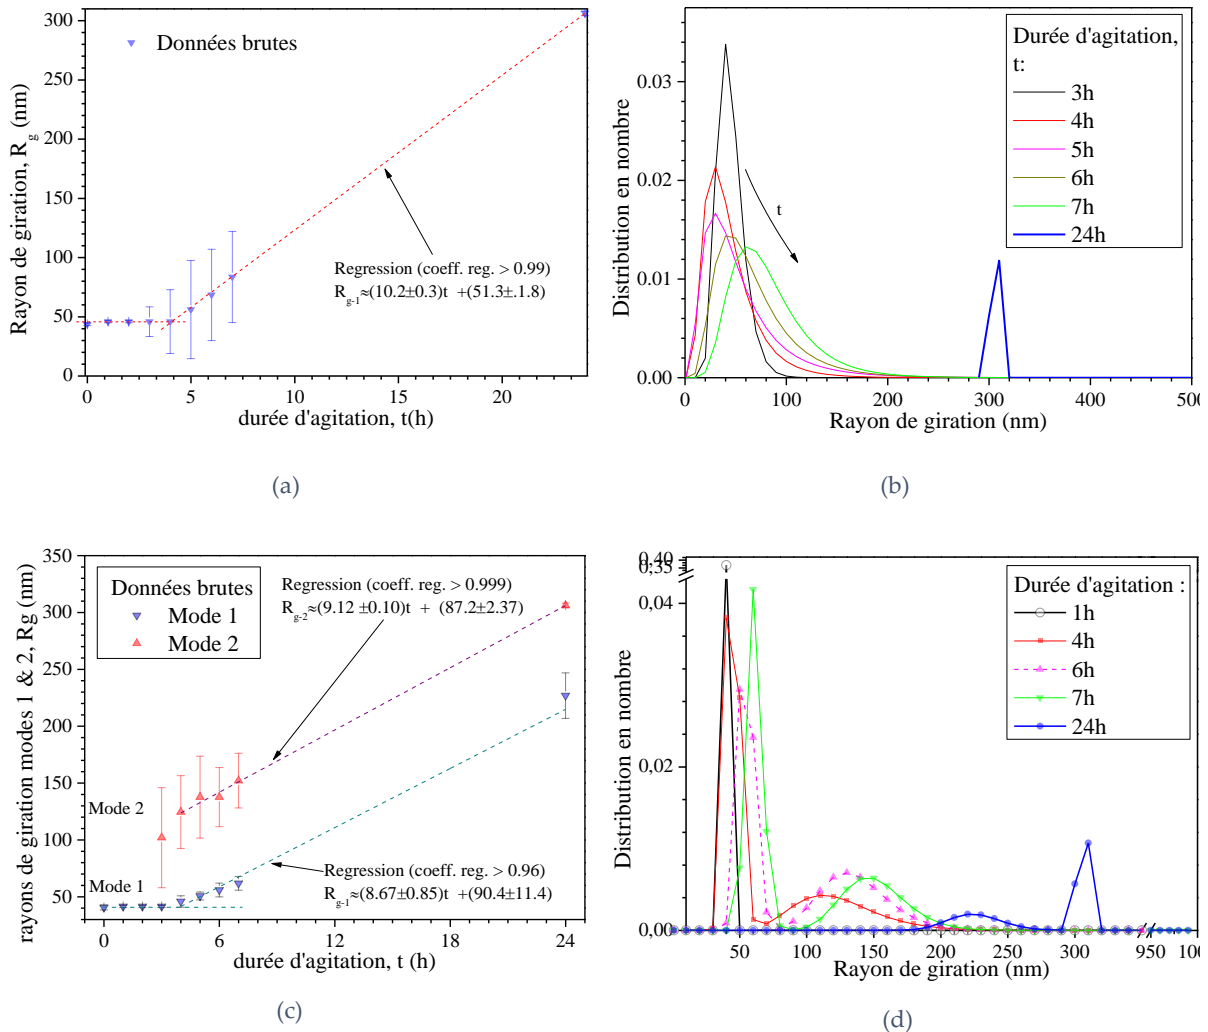 300
250
200
150
100
50
0
Rayon de giration, R_g (nm)
Données brutes
Regression (coeff. reg. > 0.99)
R_g-1≈(10.2±0.3)t +(51.3±.1.8)
0 5 10 15 20
durée d'agitation, t(h)
(a)
0.03
0.02
0.01
0.00
Distribution en nombre
t
Durée d'agitation,
t:
3h
4h
5h
6h
7h
24h
0 100 200 300 400 500
Rayon de giration (nm)
(b)
350
300
250
200
150
100
50
rayons de giration modes 1 & 2, Rg (nm)
Données brutes
Mode 1
Mode 2
Regression (coeff. reg. > 0.999)
R_g-2≈(9.12 ±0.10)t + (87.2±2.37)
Mode 2
Mode 1
Regression (coeff. reg. > 0.96)
R_g-1≈(8.67±0.85)t +(90.4±11.4)
0 6 12 18 24
durée d'agitation, t (h)
(c)
0.40
0.35
0.04
0.02
0.00
Distribution en nombre
Durée d'agitation :
1h
4h
6h
7h
24h
50 100 150 200 250 300 950 100
Rayon de giration (nm)
(d)